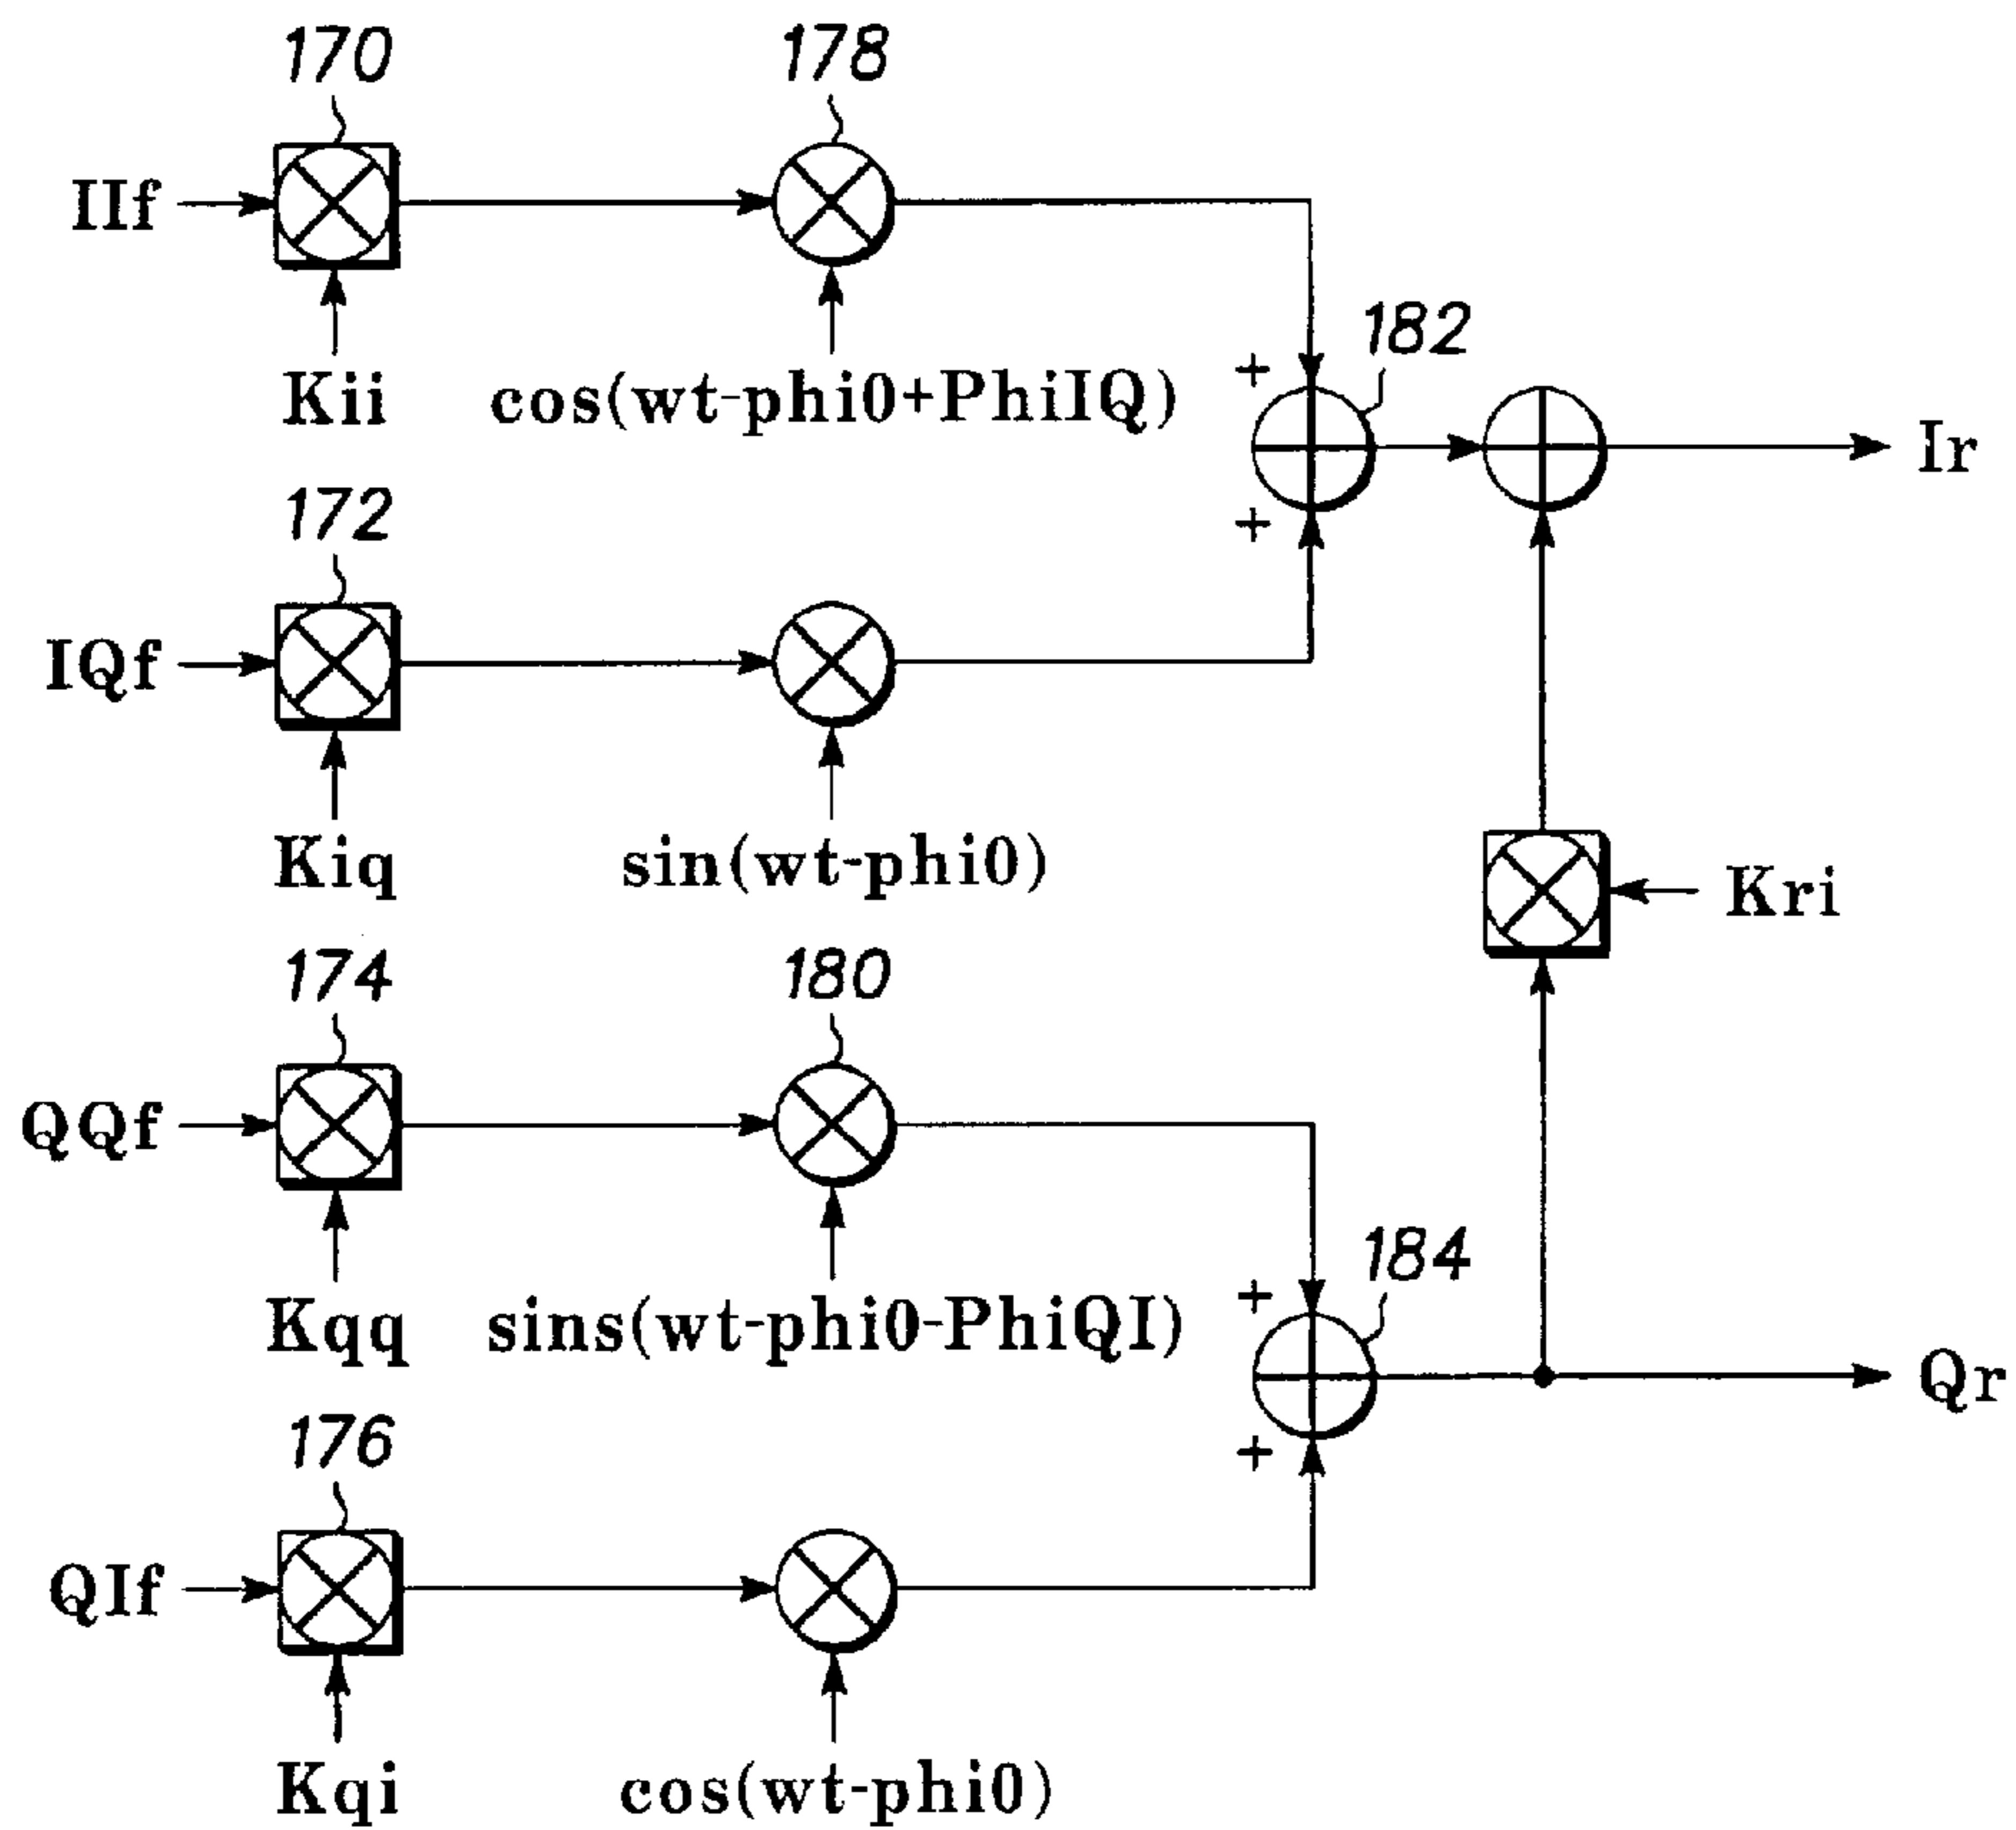 170
178
IIf
Kii
cos(wt-phi0+PhiIQ)
+
182
+
Ir
172
IQf
Kiq
sin(wt-phi0)
Kri
174
180
QQf
Kqq
sins(wt-phi0-PhiQI)
+
184
+
Qr
176
QIf
Kqi
cos(wt-phi0)